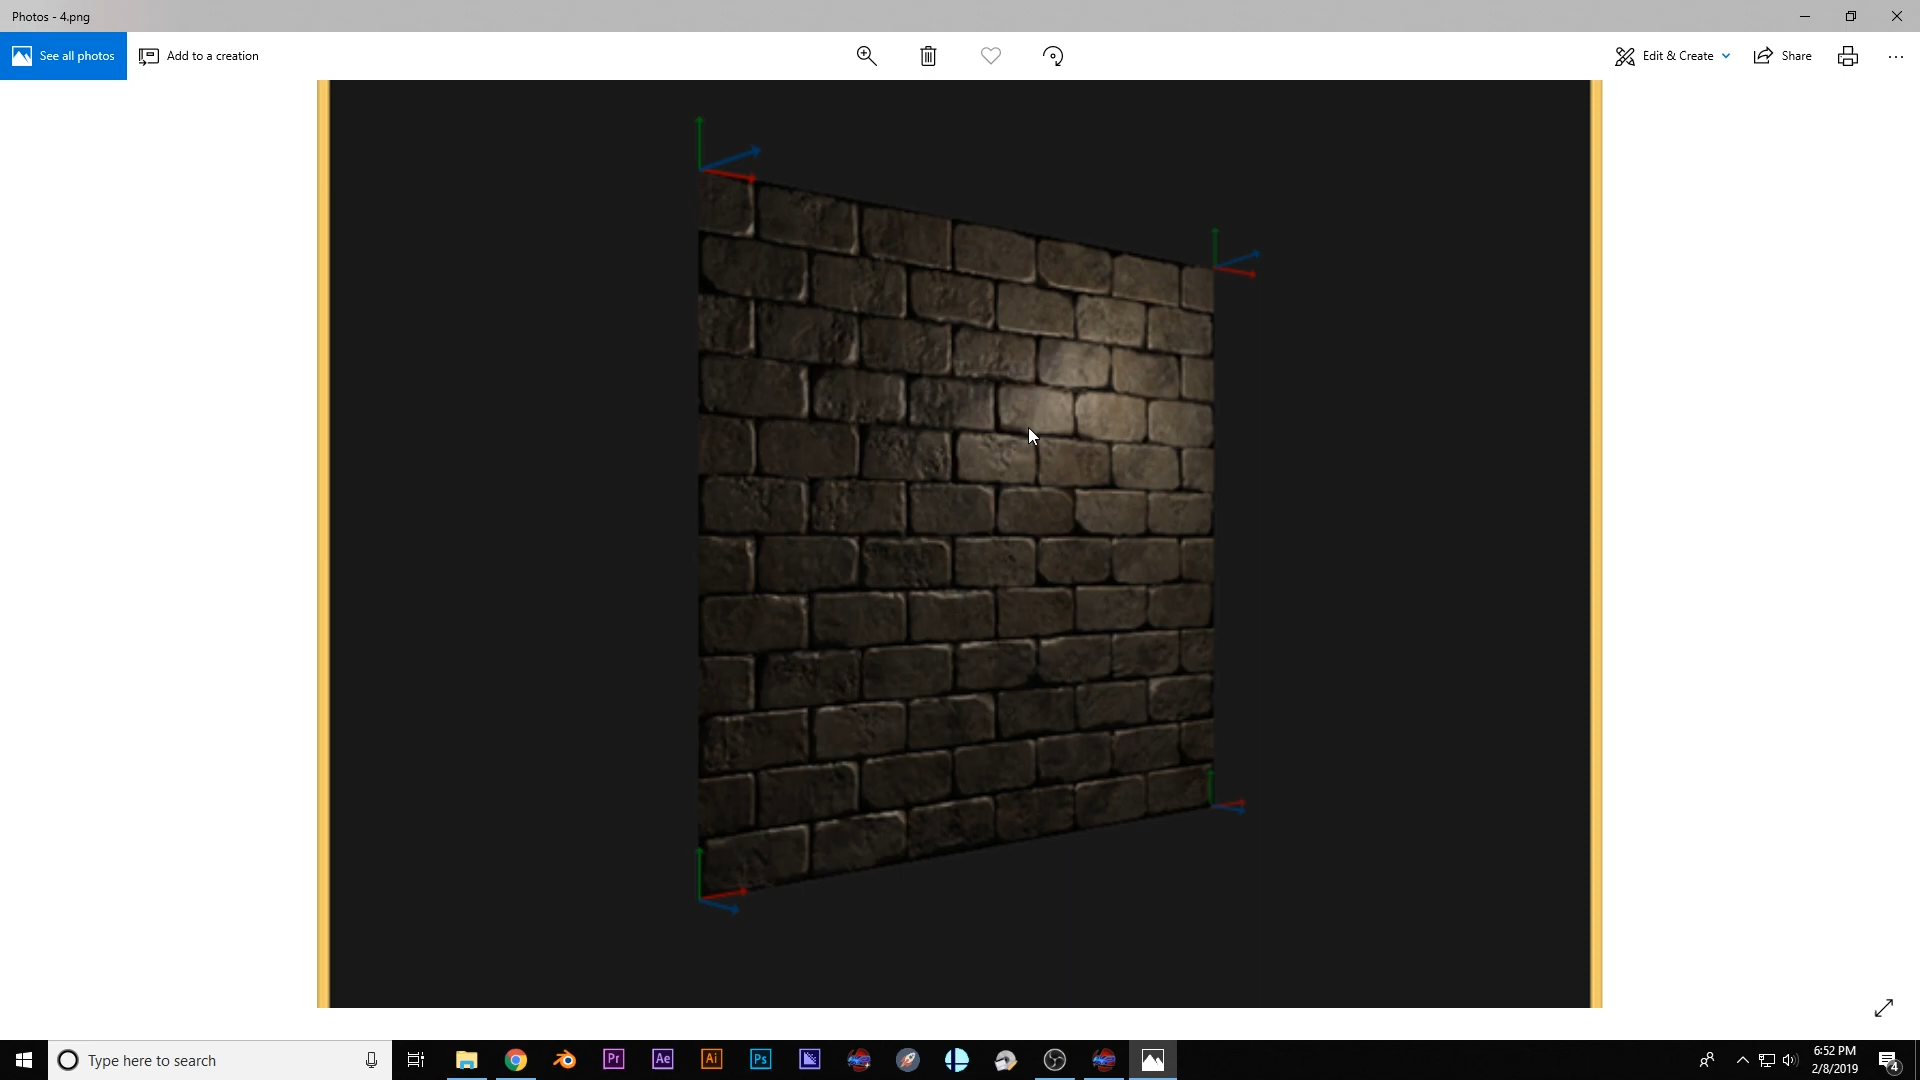 Photos - 4.png
See all photos
Add to a creation
Edit & Create
Share
Type here to search
Pr
Ae
Ai
Ps
6:52 PM
2/8/2019
4